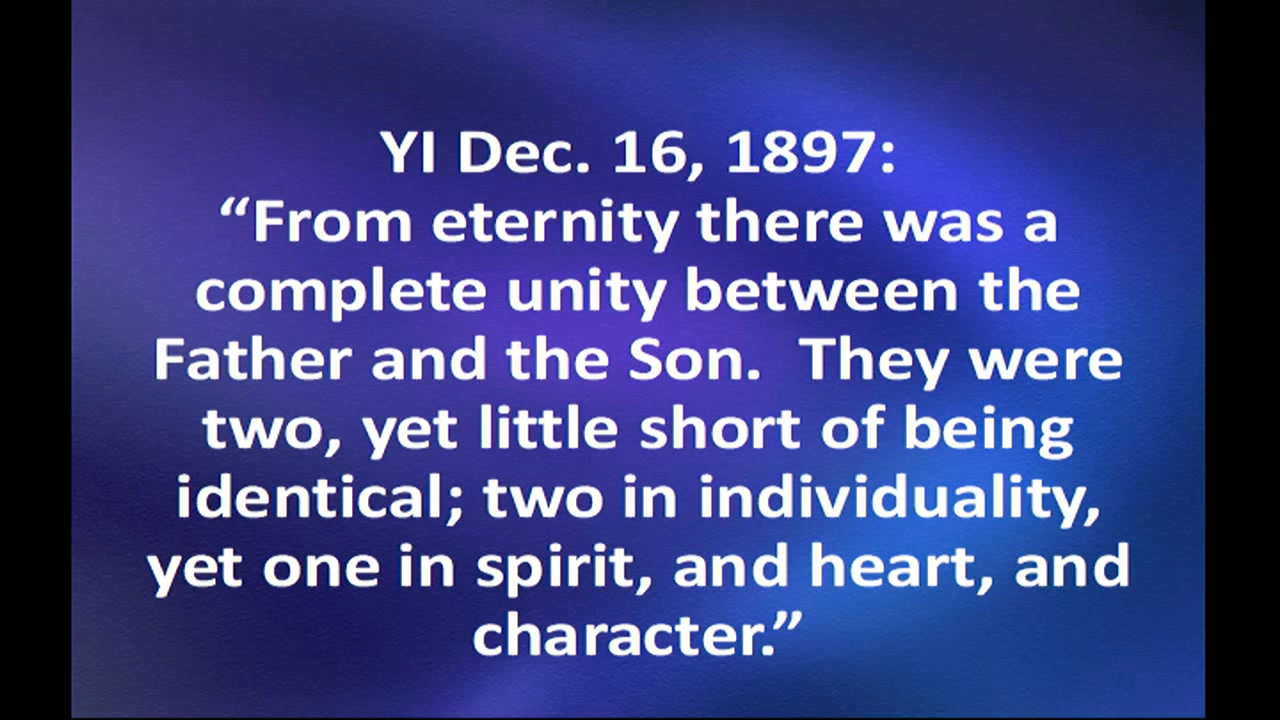 YI Dec. 16, 1897:
“From eternity there was a
complete unity between the
Father and the Son.  They were
two, yet little short of being
identical; two in individuality,
yet one in spirit, and heart, and
character.”